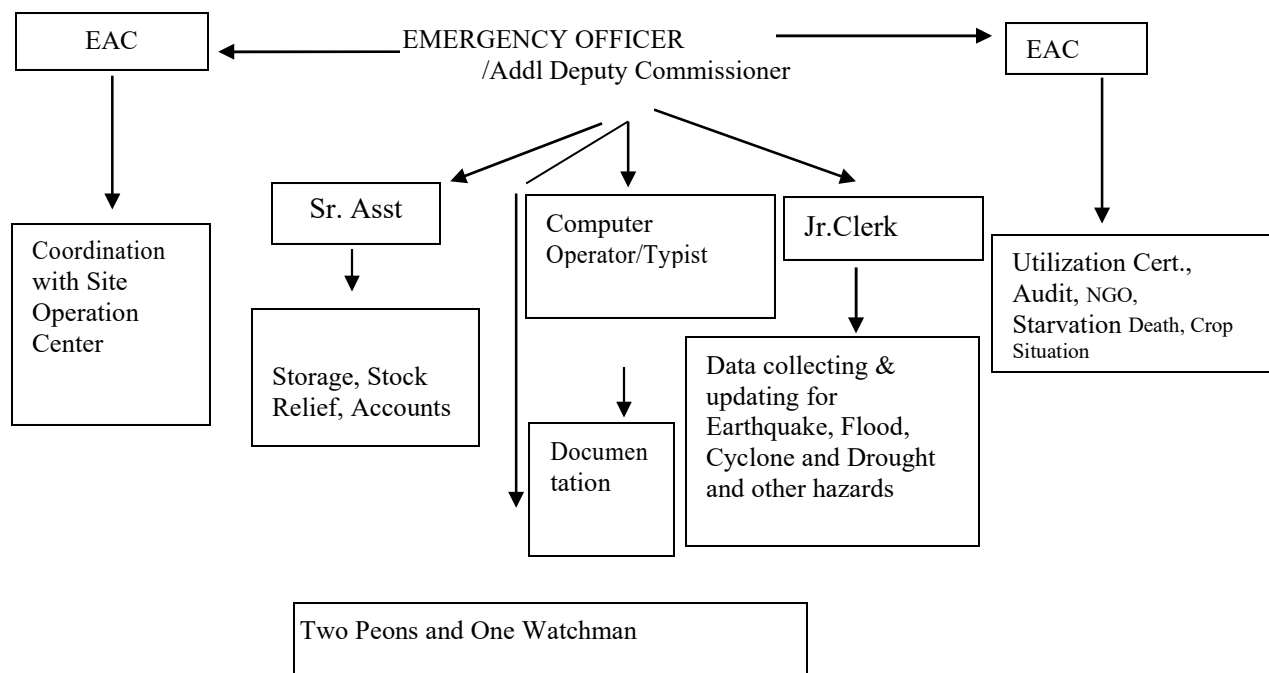 EAC
EMERGENCY OFFICER
/Addl Deputy Commissioner
EAC
Sr. Asst
Computer
Operator/Typist
Jr.Clerk
Coordination
with Site
Operation
Center
Utilization Cert.,
Audit, NGO,
Starvation Death, Crop
Situation
Storage, Stock
Relief, Accounts
Data collecting &
updating for
Earthquake, Flood,
Cyclone and Drought
and other hazards
Documen
tation
Two Peons and One Watchman